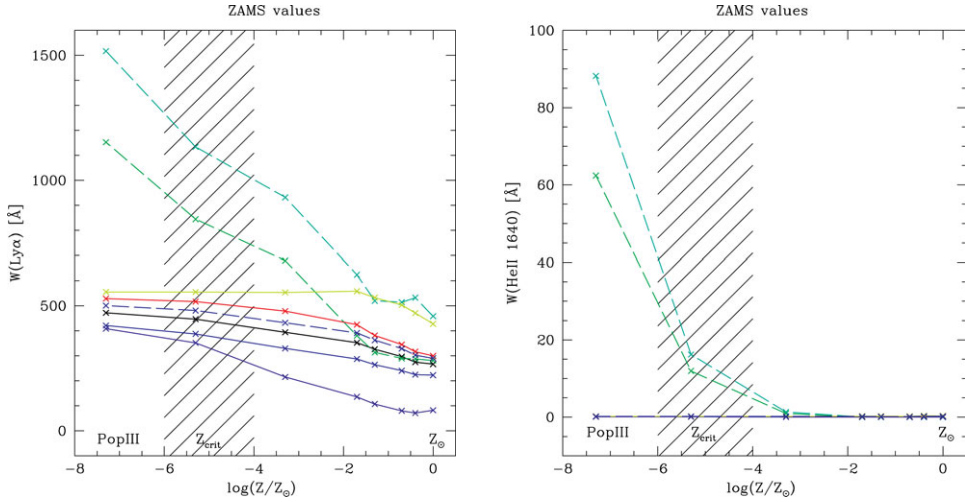 ZAMS values
W(Lyα) [Å]
1500
1000
500
0
PopIII
Z_crit
Z_⊙
−8
−6
−4
−2
0
log(Z/Z_⊙)
ZAMS values
W(HeII 1640) [Å]
100
80
60
40
20
0
PopIII
Z_crit
Z_⊙
−8
−6
−4
−2
0
log(Z/Z_⊙)